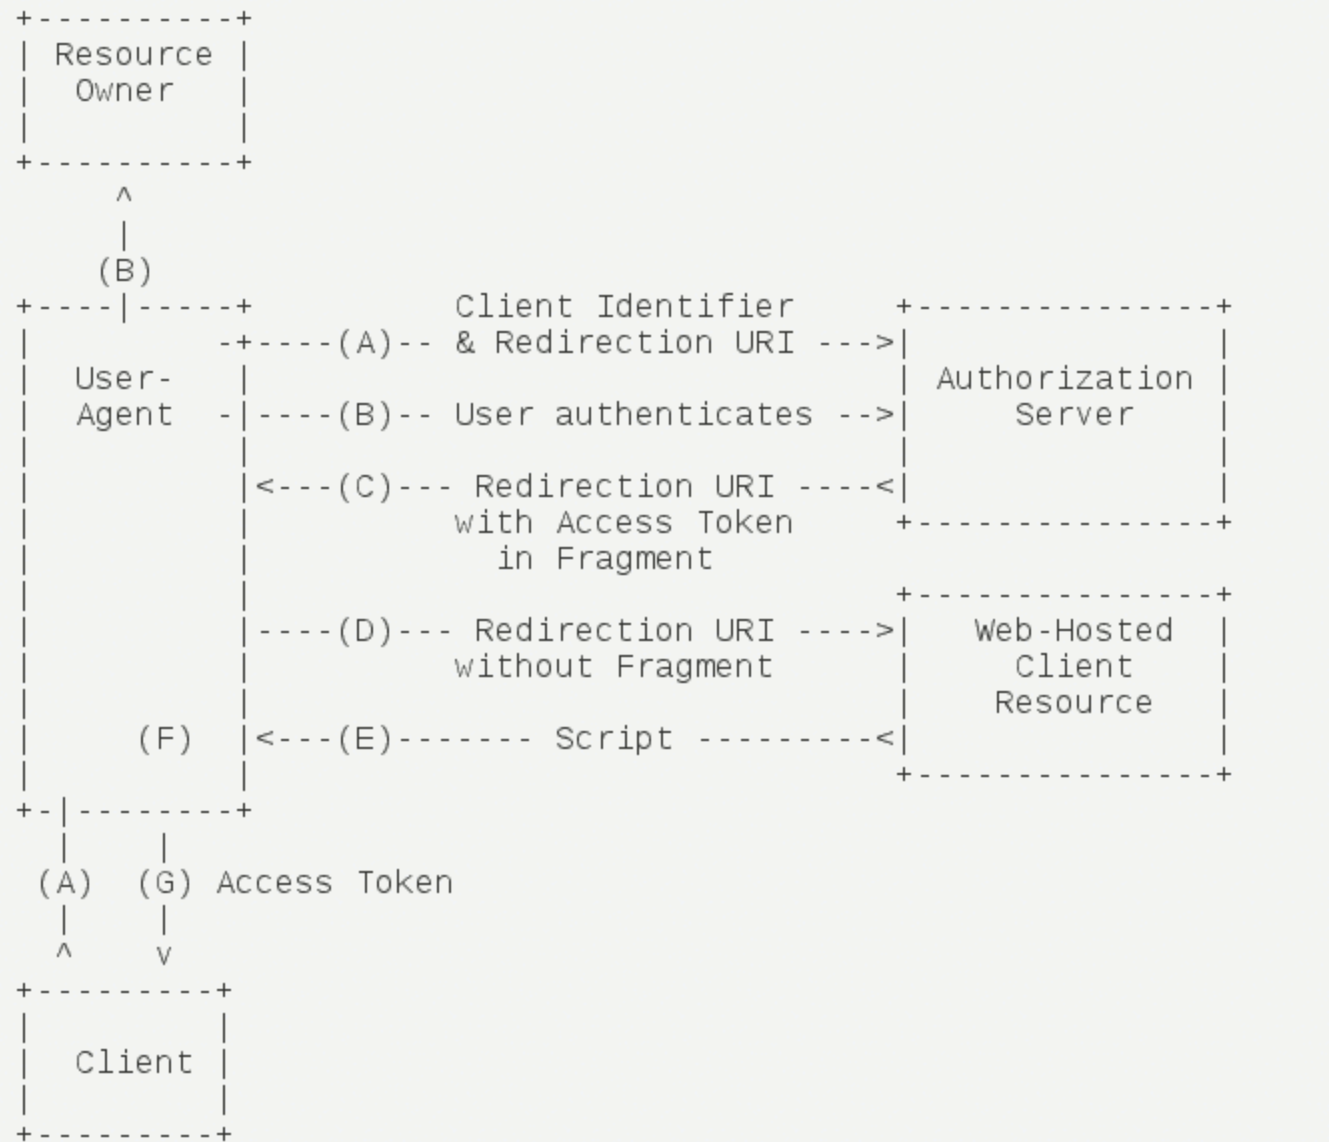 +----------+
| Resource |
|  Owner   |
|          |
+----------+
     ^
     |
    (B)
+----|-----+          Client Identifier     +---------------+
|         -+----(A)-- & Redirection URI --->|               |
|  User-   |                                | Authorization |
|  Agent  -|----(B)-- User authenticates -->|     Server    |
|          |                                |               |
|          |<---(C)--- Redirection URI ----<|               |
|          |          with Access Token     +---------------+
|          |            in Fragment
|          |                                +---------------+
|          |----(D)--- Redirection URI ---->|   Web-Hosted  |
|          |          without Fragment      |     Client    |
|          |                                |    Resource   |
|     (F)  |<---(E)------- Script ---------<|               |
|          |                                +---------------+
+-|--------+
  |    |
 (A)  (G) Access Token
  |    |
  ^    v
+---------+
|         |
|  Client |
|         |
+---------+